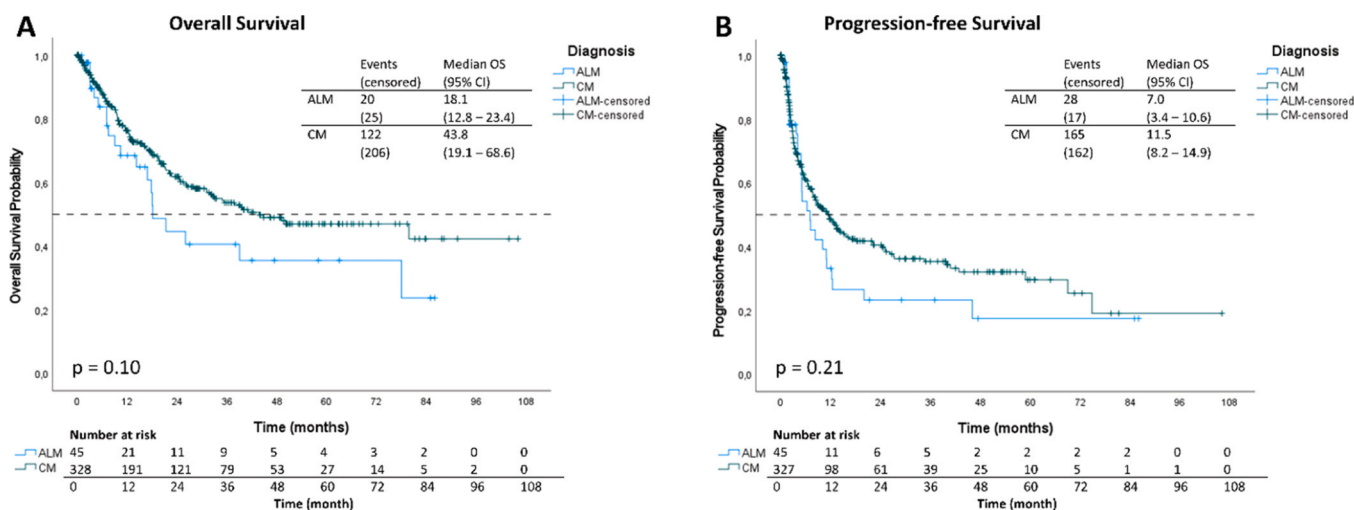 A Overall Survival
Diagnosis
ALM
CM
ALM-censored
CM-censored
Events Median OS
(censored) (95% CI)
ALM 20 18.1
(25) (12.8 – 23.4)
CM 122 43.8
(206) (19.1 – 68.6)
Overall Survival Probability
1,0
0,8
0,6
0,4
0,2
0,0
p = 0.10
0 12 24 36 48 60 72 84 96 108
Time (months)
Number at risk
ALM 45 21 11 9 5 4 3 2 0 0
CM 328 191 121 79 53 27 14 5 2 0
0 12 24 36 48 60 72 84 96 108
Time (month)
B Progression-free Survival
Diagnosis
ALM
CM
ALM-censored
CM-censored
Events Median OS
(censored) (95% CI)
ALM 28 7.0
(17) (3.4 – 10.6)
CM 165 11.5
(162) (8.2 – 14.9)
Progression-free Survival Probability
1,0
0,8
0,6
0,4
0,2
0,0
p = 0.21
0 12 24 36 48 60 72 84 96 108
Time (months)
Number at risk
ALM 45 11 6 5 2 2 2 2 0 0
CM 327 98 61 39 25 10 5 1 1 0
0 12 24 36 48 60 72 84 96 108
Time (month)